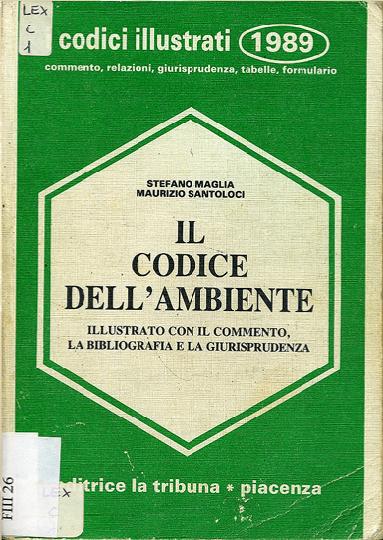 LEX
C
1
codici illustrati 1989
commento, relazioni, giurisprudenza, tabelle, formulario
STEFANO MAGLIA
MAURIZIO SANTOLOCI
IL
CODICE
DELL'AMBIENTE
ILLUSTRATO CON IL COMMENTO,
LA BIBLIOGRAFIA E LA GIURISPRUDENZA
FIII 26
LEX
C
editrice la tribuna * piacenza